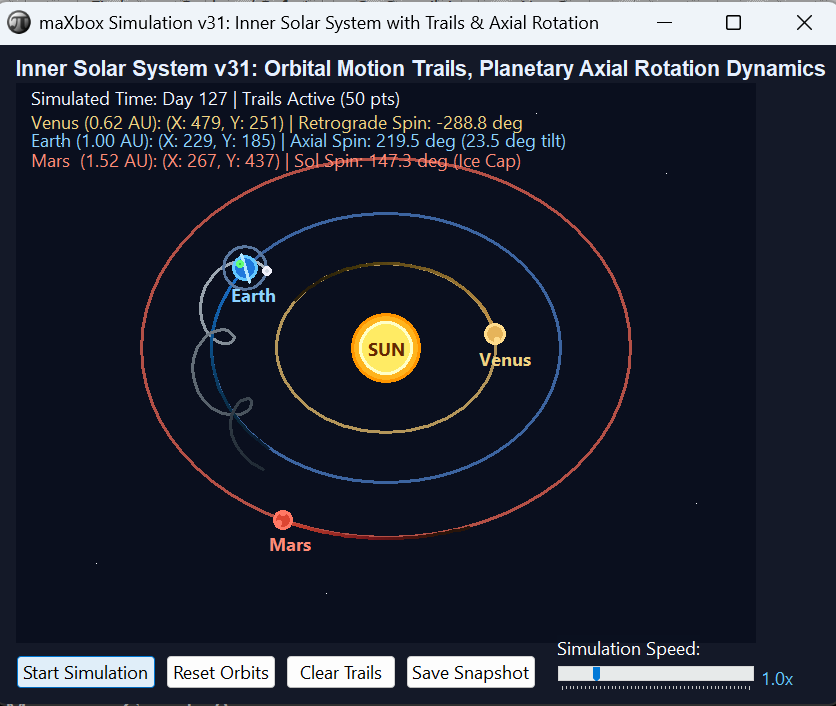 maXbox Simulation v31: Inner Solar System with Trails & Axial Rotation
Inner Solar System v31: Orbital Motion Trails, Planetary Axial Rotation Dynamics
Simulated Time: Day 127 | Trails Active (50 pts)
Venus (0.62 AU): (X: 479, Y: 251) | Retrograde Spin: -288.8 deg
Earth (1.00 AU): (X: 229, Y: 185) | Axial Spin: 219.5 deg (23.5 deg tilt)
Mars  (1.52 AU): (X: 267, Y: 437) | Sol Spin: 147.3 deg (Ice Cap)
Earth
SUN
Venus
Mars
Simulation Speed:
Start Simulation
Reset Orbits
Clear Trails
Save Snapshot
1.0x